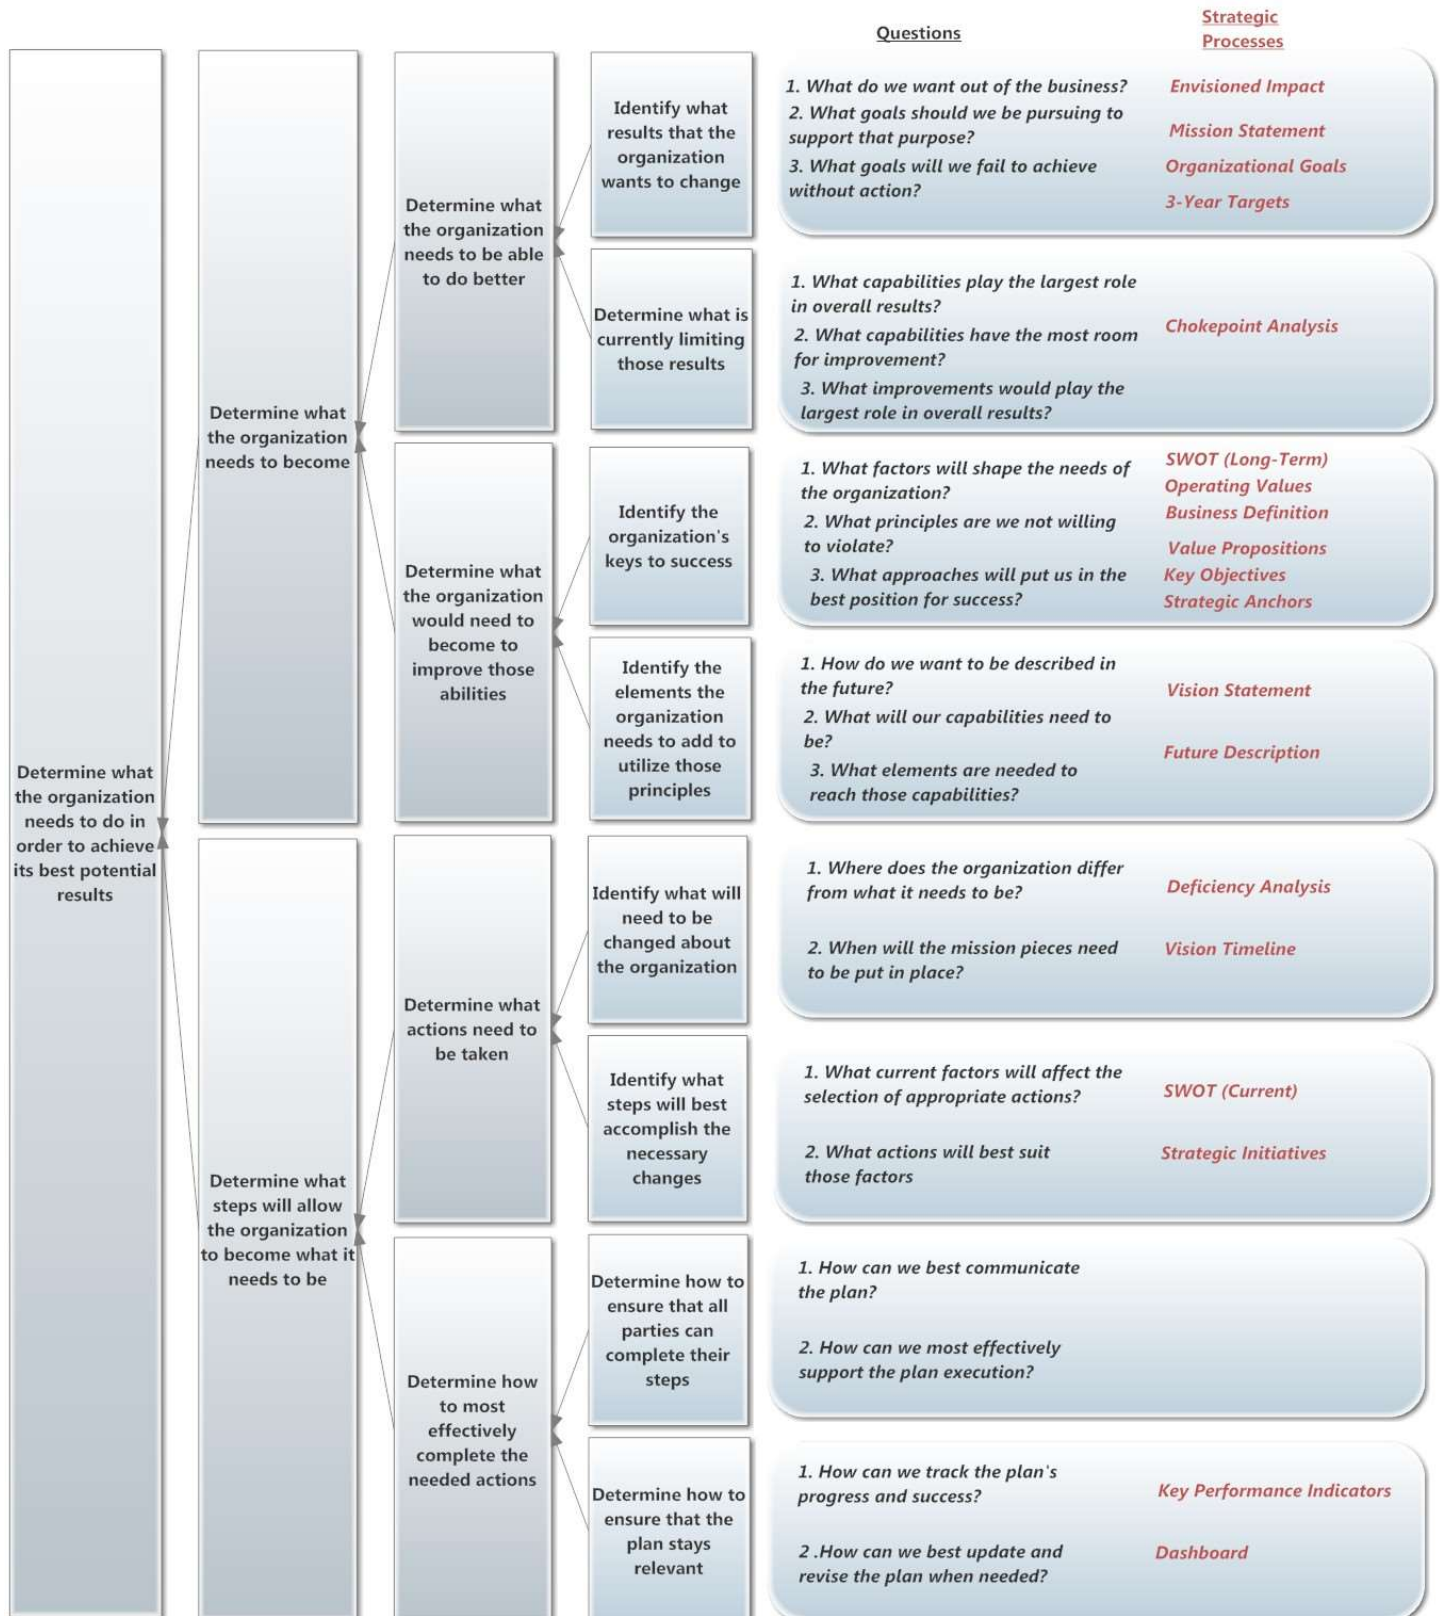 Questions
Strategic
Processes
Determine what
the organization
needs to do in
order to achieve
its best potential
results
Determine what
the organization
needs to become
Determine what
the organization
needs to be able
to do better
Identify what
results that the
organization
wants to change
1. What do we want out of the business?
2. What goals should we be pursuing to
support that purpose?
3. What goals will we fail to achieve
without action?
Envisioned Impact
Mission Statement
Organizational Goals
3-Year Targets
Determine what is
currently limiting
those results
1. What capabilities play the largest role
in overall results?
2. What capabilities have the most room
for improvement?
3. What improvements would play the
largest role in overall results?
Chokepoint Analysis
Determine what
the organization
would need to
become to
improve those
abilities
Identify the
organization's
keys to success
1. What factors will shape the needs of
the organization?
2. What principles are we not willing
to violate?
3. What approaches will put us in the
best position for success?
SWOT (Long-Term)
Operating Values
Business Definition
Value Propositions
Key Objectives
Strategic Anchors
Identify the
elements the
organization
needs to add to
utilize those
principles
1. How do we want to be described in
the future?
2. What will our capabilities need to
be?
3. What elements are needed to
reach those capabilities?
Vision Statement
Future Description
Determine what
steps will allow
the organization
to become what it
needs to be
Determine what
actions need to
be taken
Identify what will
need to be
changed about
the organization
1. Where does the organization differ
from what it needs to be?
2. When will the mission pieces need
to be put in place?
Deficiency Analysis
Vision Timeline
Identify what
steps will best
accomplish the
necessary
changes
1. What current factors will affect the
selection of appropriate actions?
2. What actions will best suit
those factors
SWOT (Current)
Strategic Initiatives
Determine how
to most
effectively
complete the
needed actions
Determine how to
ensure that all
parties can
complete their
steps
1. How can we best communicate
the plan?
2. How can we most effectively
support the plan execution?
Determine how to
ensure that the
plan stays
relevant
1. How can we track the plan's
progress and success?
2 .How can we best update and
revise the plan when needed?
Key Performance Indicators
Dashboard